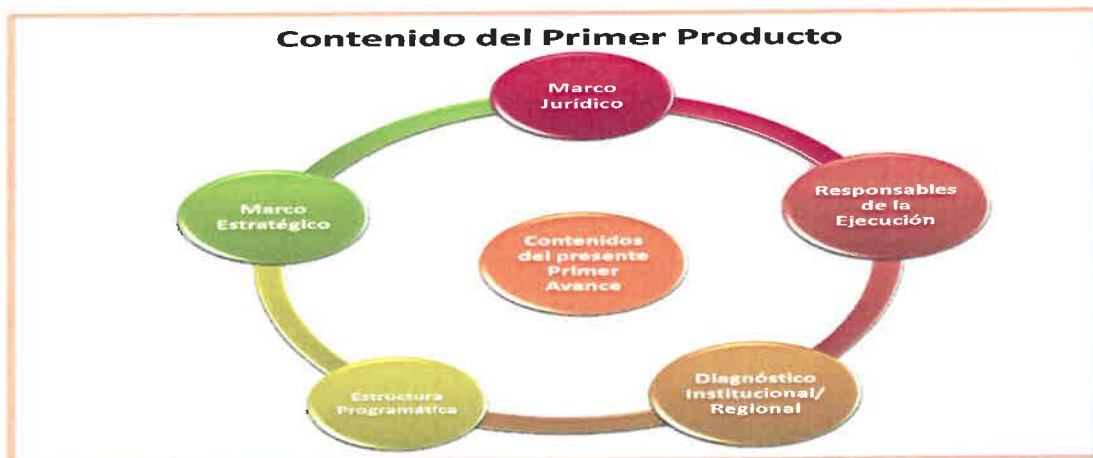 Contenido del Primer Producto
Marco
Jurídico
Responsables
de la
Ejecución
Diagnóstico
Institucional/
Regional
Estructura
Programática
Marco
Estratégico
Contenidos
del presente
Primer
Avance